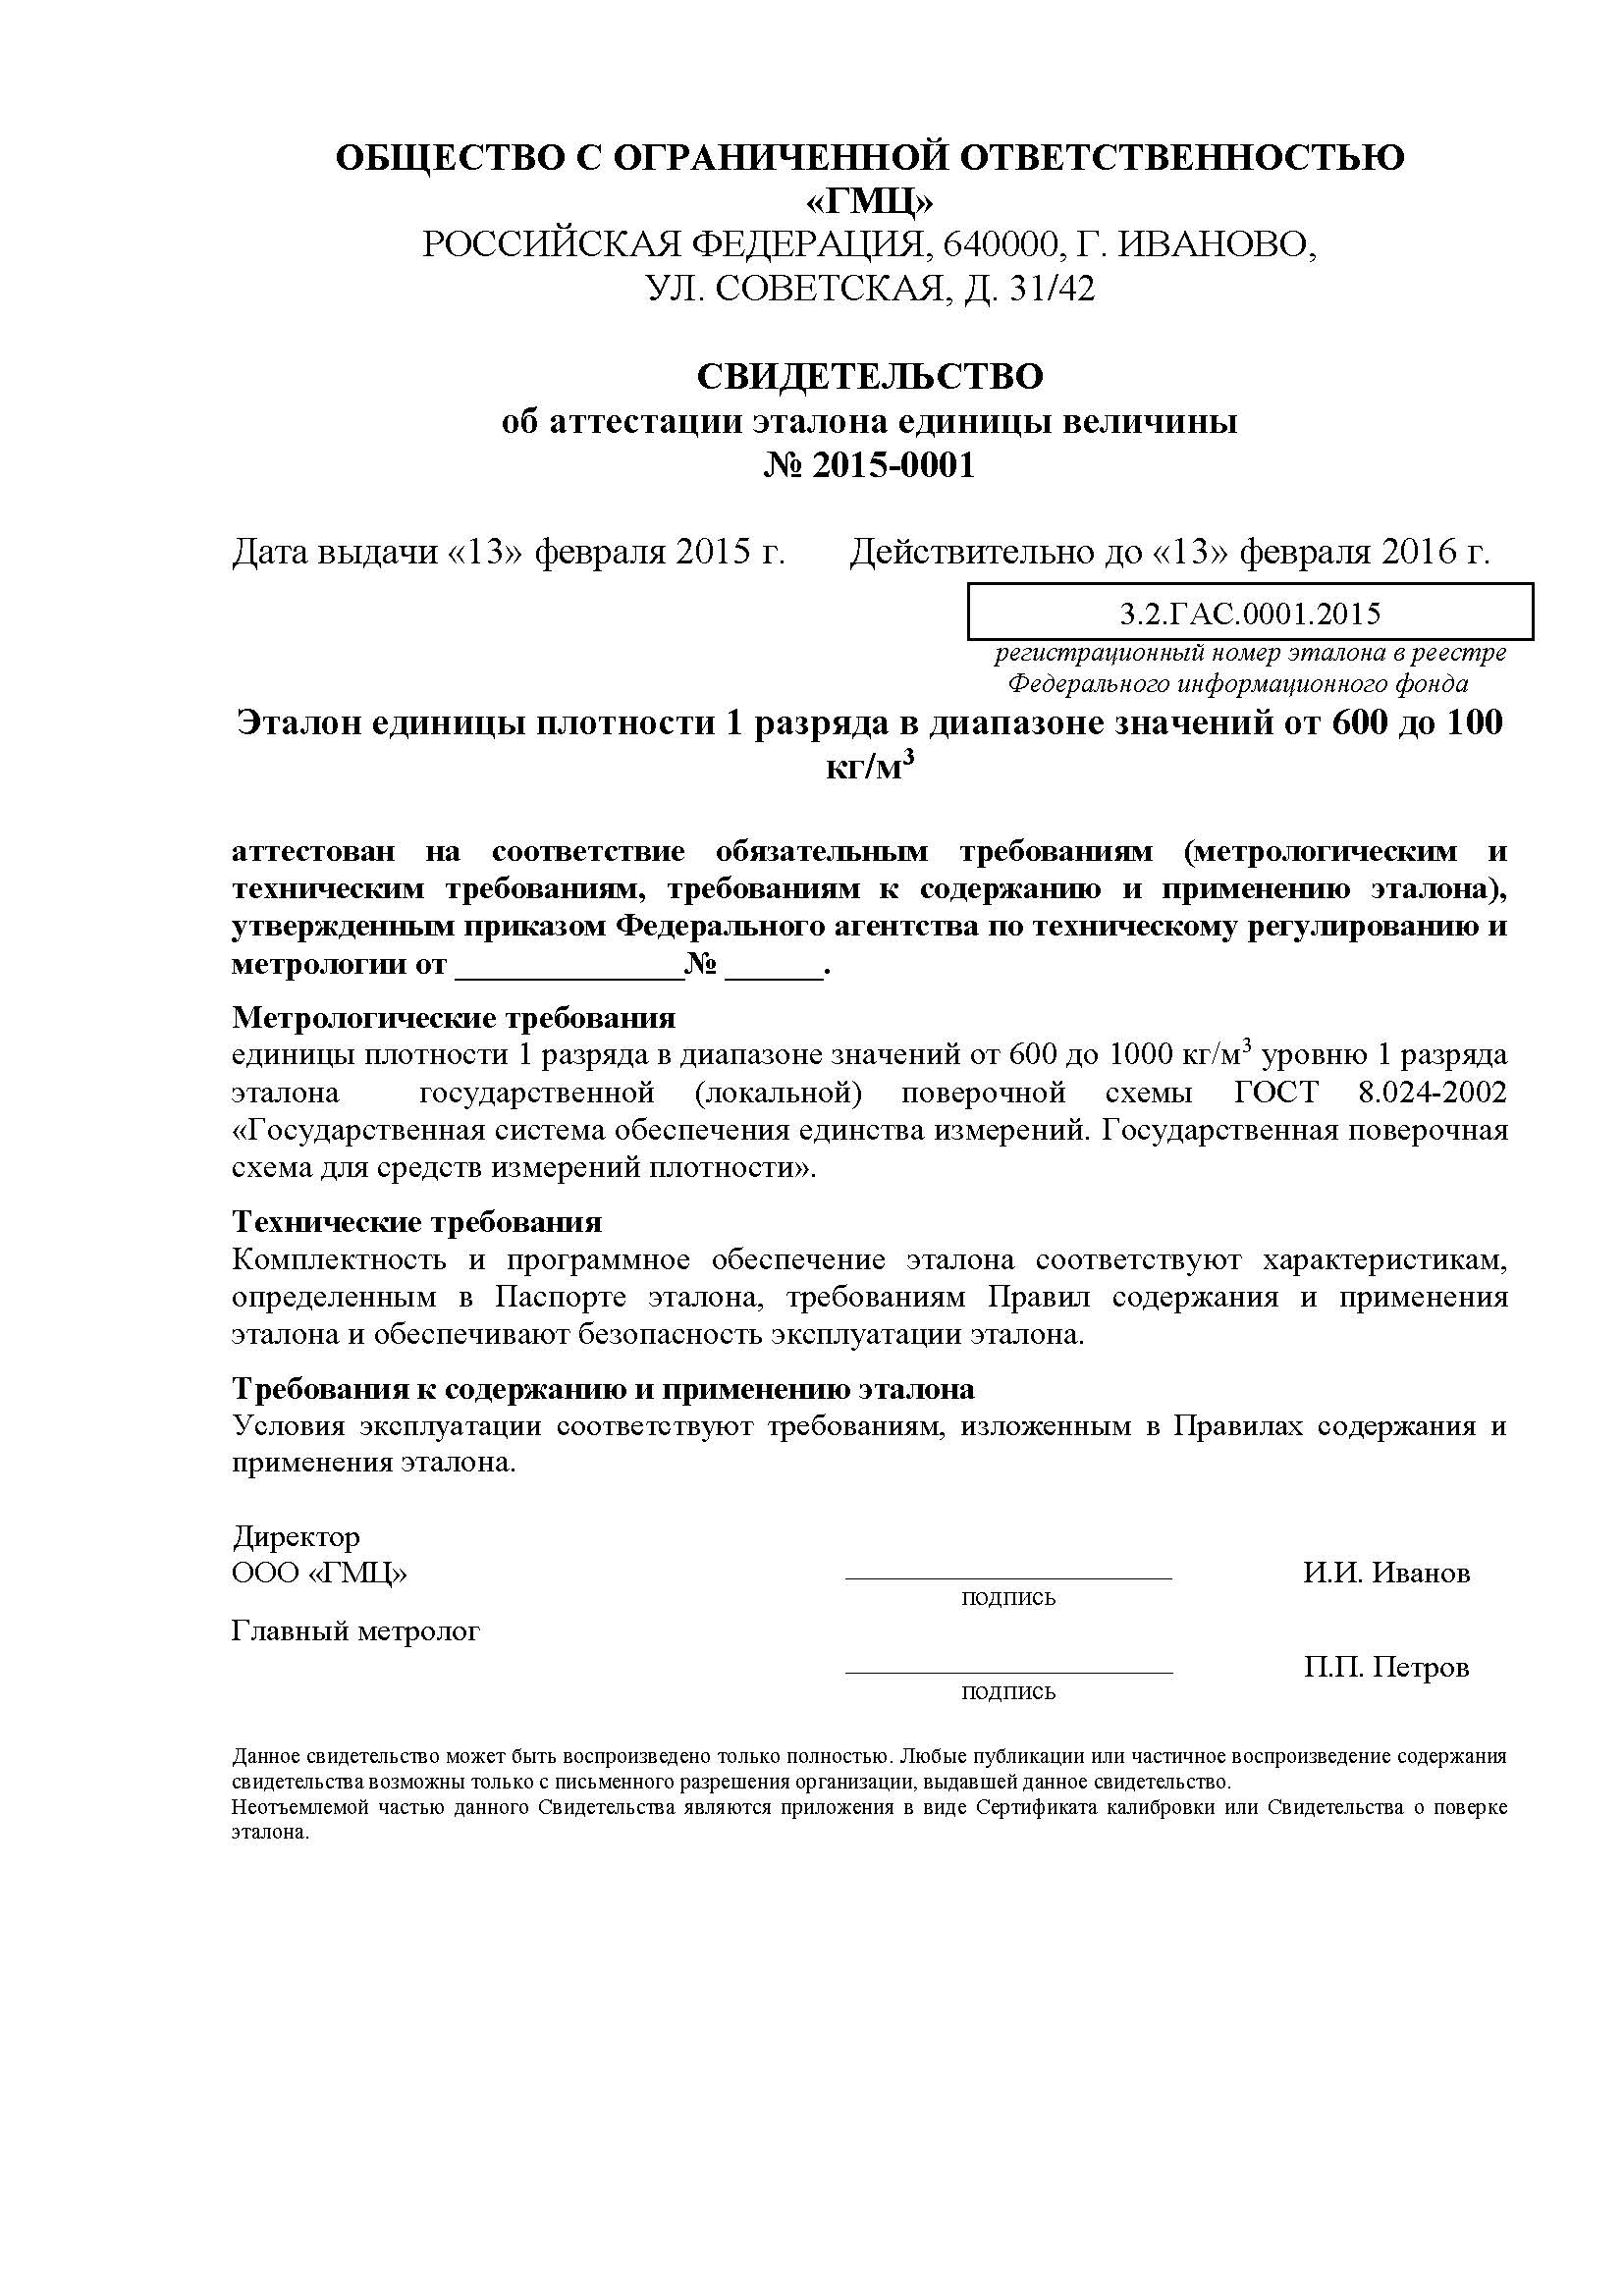 ОБЩЕСТВО С ОГРАНИЧЕННОЙ ОТВЕТСТВЕННОСТЬЮ
«ГМЦ»
РОССИЙСКАЯ ФЕДЕРАЦИЯ, 640000, Г. ИВАНОВО,
УЛ. СОВЕТСКАЯ, Д. 31/42
СВИДЕТЕЛЬСТВО
об аттестации эталона единицы величины
№ 2015-0001
Дата выдачи «13» февраля 2015 г. Действительно до «13» февраля 2016 г.
3.2.ГАС.0001.2015
регистрационный номер эталона в реестре
Федерального информационного фонда
Эталон единицы плотности 1 разряда в диапазоне значений от 600 до 100
кг/м³
аттестован на соответствие обязательным требованиям (метрологическим и
техническим требованиям, требованиям к содержанию и применению эталона),
утвержденным приказом Федерального агентства по техническому регулированию и
метрологии от ______________№ ______.
Метрологические требования
единицы плотности 1 разряда в диапазоне значений от 600 до 1000 кг/м³ уровню 1 разряда
эталона государственной (локальной) поверочной схемы ГОСТ 8.024-2002
«Государственная система обеспечения единства измерений. Государственная поверочная
схема для средств измерений плотности».
Технические требования
Комплектность и программное обеспечение эталона соответствуют характеристикам,
определенным в Паспорте эталона, требованиям Правил содержания и применения
эталона и обеспечивают безопасность эксплуатации эталона.
Требования к содержанию и применению эталона
Условия эксплуатации соответствуют требованиям, изложенным в Правилах содержания и
применения эталона.
Директор
ООО «ГМЦ» И.И. Иванов
подпись
Главный метролог
П.П. Петров
подпись
Данное свидетельство может быть воспроизведено только полностью. Любые публикации или частичное воспроизведение содержания
свидетельства возможны только с письменного разрешения организации, выдавшей данное свидетельство.
Неотъемлемой частью данного Свидетельства являются приложения в виде Сертификата калибровки или Свидетельства о поверке
эталона.